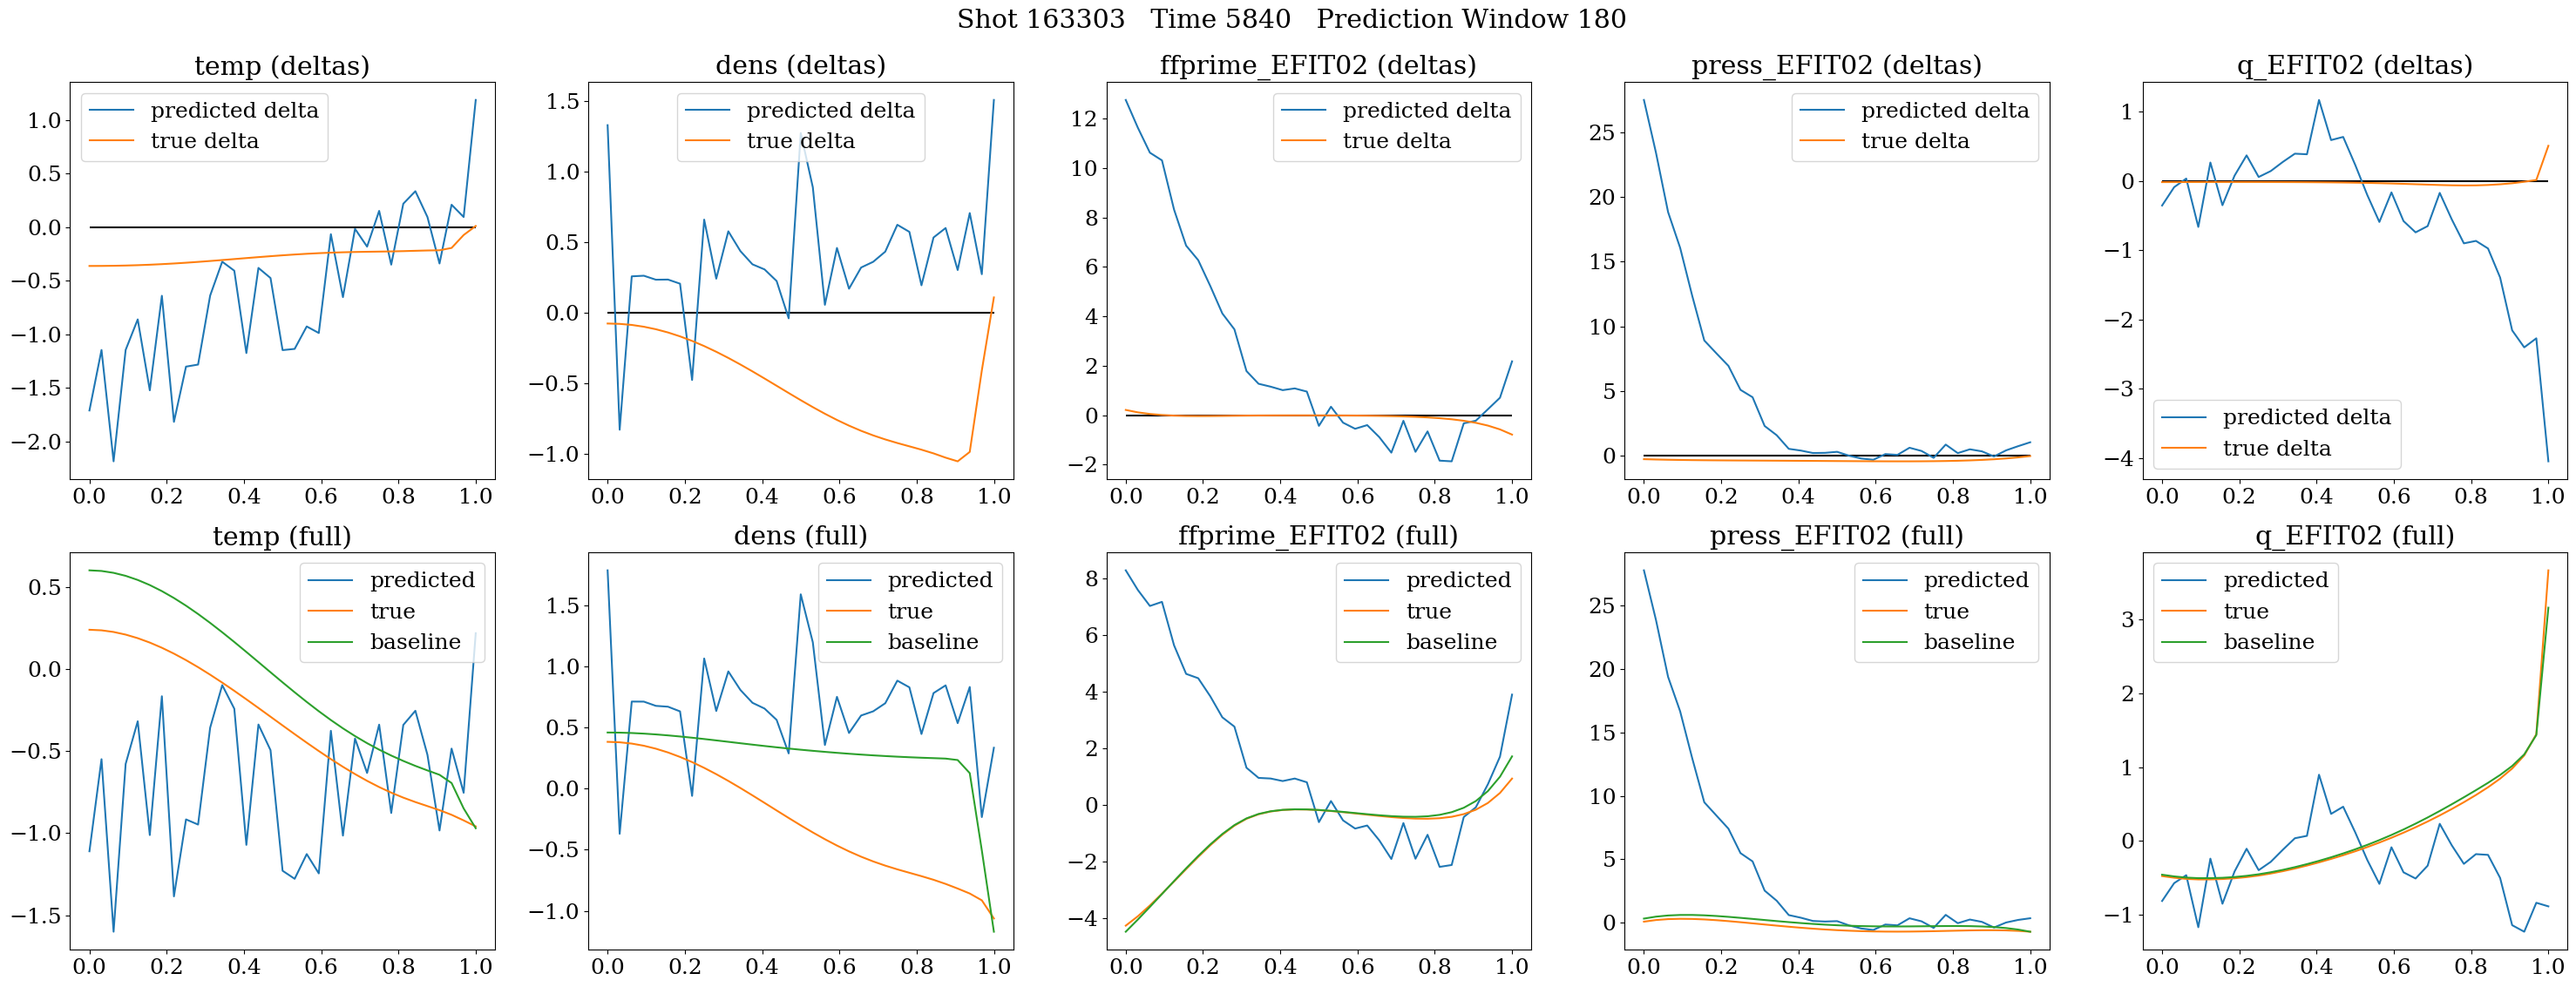 Shot 163303   Time 5840   Prediction Window 180
temp (deltas)
predicted delta
true delta
1.0
0.5
0.0
−0.5
−1.0
−1.5
−2.0
0.0 0.2 0.4 0.6 0.8 1.0
dens (deltas)
predicted delta
true delta
1.5
1.0
0.5
0.0
−0.5
−1.0
0.0 0.2 0.4 0.6 0.8 1.0
ffprime_EFIT02 (deltas)
predicted delta
true delta
12
10
8
6
4
2
0
−2
0.0 0.2 0.4 0.6 0.8 1.0
press_EFIT02 (deltas)
predicted delta
true delta
25
20
15
10
5
0
0.0 0.2 0.4 0.6 0.8 1.0
q_EFIT02 (deltas)
1
0
−1
−2
−3
−4
predicted delta
true delta
0.0 0.2 0.4 0.6 0.8 1.0
temp (full)
predicted
true
baseline
0.5
0.0
−0.5
−1.0
−1.5
0.0 0.2 0.4 0.6 0.8 1.0
dens (full)
predicted
true
baseline
1.5
1.0
0.5
0.0
−0.5
−1.0
0.0 0.2 0.4 0.6 0.8 1.0
ffprime_EFIT02 (full)
predicted
true
baseline
8
6
4
2
0
−2
−4
0.0 0.2 0.4 0.6 0.8 1.0
press_EFIT02 (full)
predicted
true
baseline
25
20
15
10
5
0
0.0 0.2 0.4 0.6 0.8 1.0
q_EFIT02 (full)
predicted
true
baseline
3
2
1
0
−1
0.0 0.2 0.4 0.6 0.8 1.0